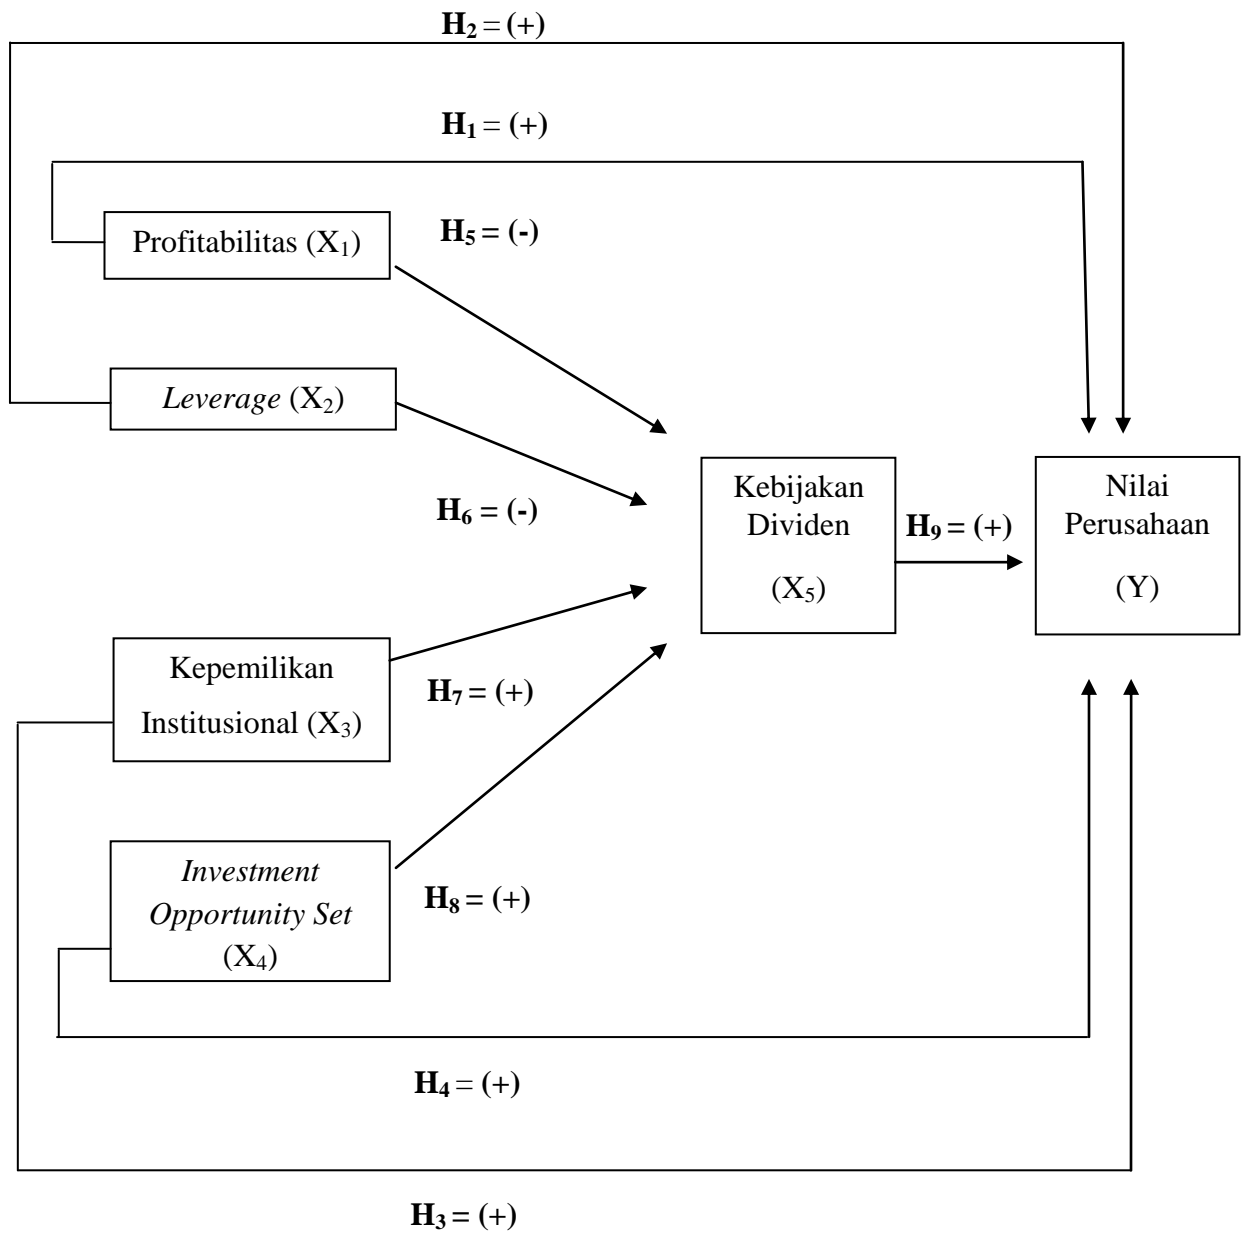 H₂ = (+)
H₁ = (+)
Profitabilitas (X₁)
H₅ = (-)
Leverage (X₂)
H₆ = (-)
Kebijakan
Dividen
(X₅)
H₉ = (+)
Nilai
Perusahaan
(Y)
Kepemilikan
Institusional (X₃)
H₇ = (+)
Investment
Opportunity Set
(X₄)
H₈ = (+)
H₄ = (+)
H₃ = (+)